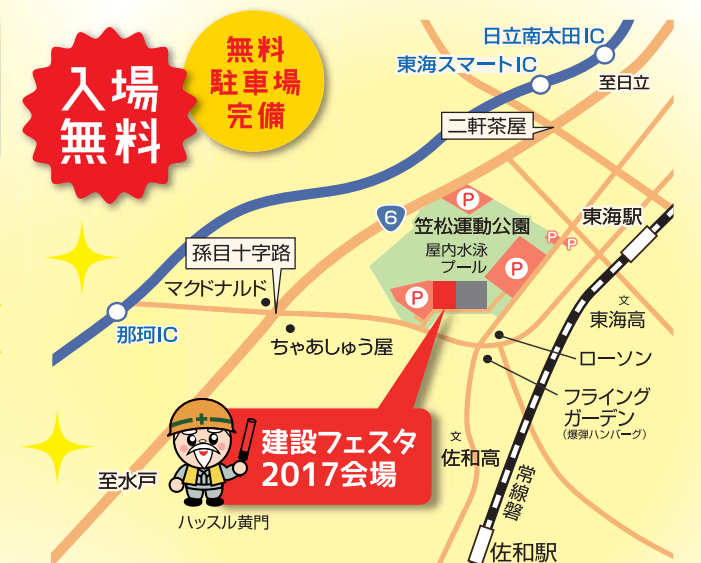 入場
無料
無料
駐車場
完備
日立南太田IC
東海スマートIC
至日立
二軒茶屋
P
6
笠松運動公園
東海駅
屋内水泳
プール
P
P
P
P
孫目十字路
マクドナルド
文
東海高
那珂IC
ちゃあしゅう屋
ローソン
フライング
ガーデン
(爆弾ハンバーグ)
建設フェスタ
2017会場
文
佐和高
至水戸
常磐線
ハッスル黄門
佐和駅